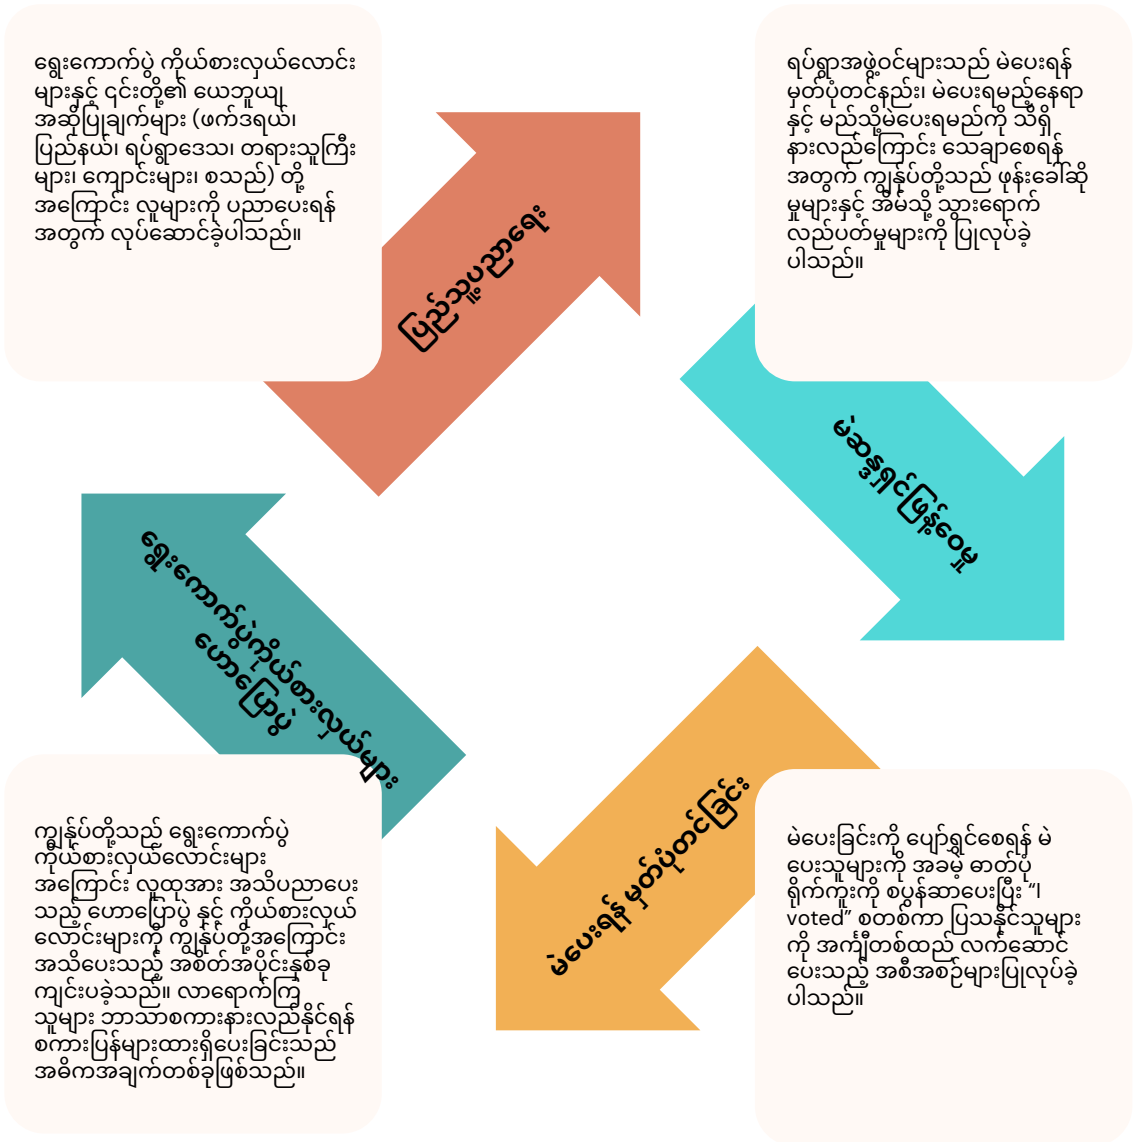 ရွေးကောက်ပွဲ ကိုယ်စားလှယ်လောင်း
များနှင့် ၎င်းတို့၏ ယေဘူယျ
အဆိုပြုချက်များ (ဖက်ဒရယ်၊
ပြည်နယ်၊ ရပ်ရွာဒေသ၊ တရားသူကြီး
များ၊ ကျောင်းများ၊ စသည်) တို့
အကြောင်း လူများကို ပညာပေးရန်
အတွက် လုပ်ဆောင်ခဲ့ပါသည်။
ပြည်သူ့ပညာရေး
ရပ်ရွာအဖွဲ့ဝင်များသည် မဲပေးရန်
မှတ်ပုံတင်နည်း၊ မဲပေးရမည့်နေရာ
နှင့် မည်သို့မဲပေးရမည်ကို သိရှိ
နားလည်ကြောင်း သေချာစေရန်
အတွက် ကျွန်ုပ်တို့သည် ဖုန်းခေါ်ဆို
မှုများနှင့် အိမ်သို့ သွားရောက်
လည်ပတ်မှုများကို ပြုလုပ်ခဲ့
ပါသည်။
မဲဆန္ဒရှင်ဖြန့်ဝေမှု
ရွေးကောက်ပွဲကိုယ်စားလှယ်များ
ဟောပြောပွဲ
မဲပေးရန် မှတ်ပုံတင်ခြင်း
ကျွန်ုပ်တို့သည် ရွေးကောက်ပွဲ
ကိုယ်စားလှယ်လောင်းများ
အကြောင်း လူထုအား အသိပညာပေး
သည့် ဟောပြောပွဲ နှင့် ကိုယ်စားလှယ်
လောင်းများကို ကျွန်ုပ်တို့အကြောင်း
အသိပေးသည့် အစိတ်အပိုင်းနှစ်ခု
ကျင်းပခဲ့သည်။ လာရောက်ကြ
သူများ ဘာသာစကားနားလည်နိုင်ရန်
စကားပြန်များထားရှိပေးခြင်းသည်
အဓိကအချက်တစ်ခုဖြစ်သည်။
မဲပေးခြင်းကို ပျော်ရွှင်စေရန် မဲ
ပေးသူများကို အခမဲ့ ဓာတ်ပုံ
ရိုက်ကူးကို စပွန်ဆာပေးပြီး “I
voted” စတစ်ကာ ပြသနိုင်သူများ
ကို အင်္ကျီတစ်ထည် လက်ဆောင်
ပေးသည့် အစီအစဉ်များပြုလုပ်ခဲ့
ပါသည်။